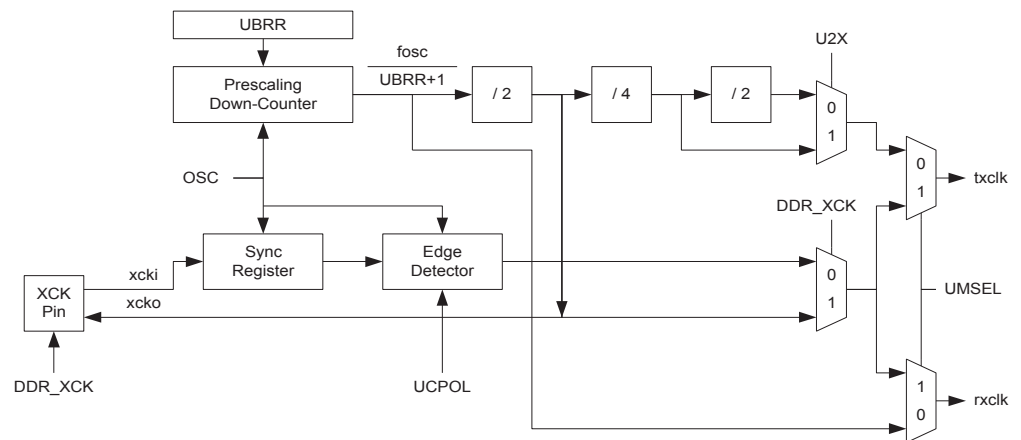 UBRR
fosc
U2X
Prescaling
Down-Counter
UBRR+1
/ 2
/ 4
/ 2
0
1
OSC
0
1
txclk
DDR_XCK
Sync
Register
Edge
Detector
xcki
0
1
XCK
Pin
xcko
UMSEL
DDR_XCK
UCPOL
1
0
rxclk